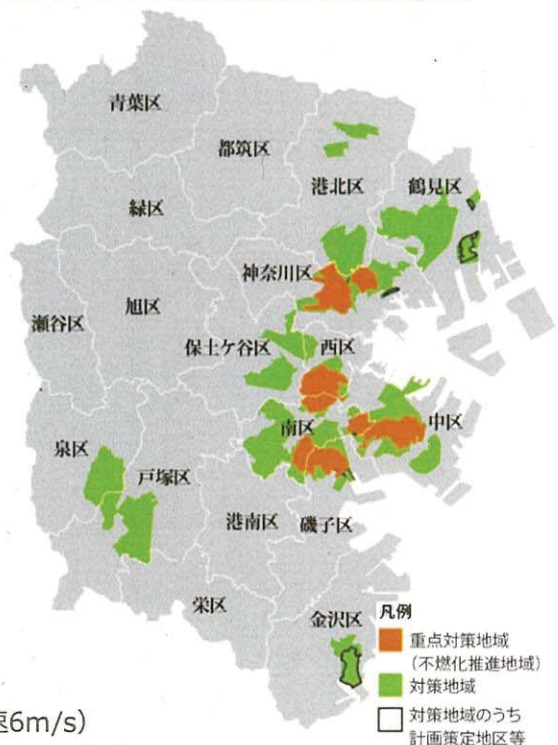 青葉区
都筑区
港北区
鶴見区
緑区
神奈川区
旭区
瀬谷区
保土ケ谷区
西区
中区
南区
泉区
戸塚区
港南区
磯子区
栄区
金沢区
凡例
重点対策地域
(不燃化推進地域)
対策地域
対策地域のうち
計画策定地区等
速6m/s)